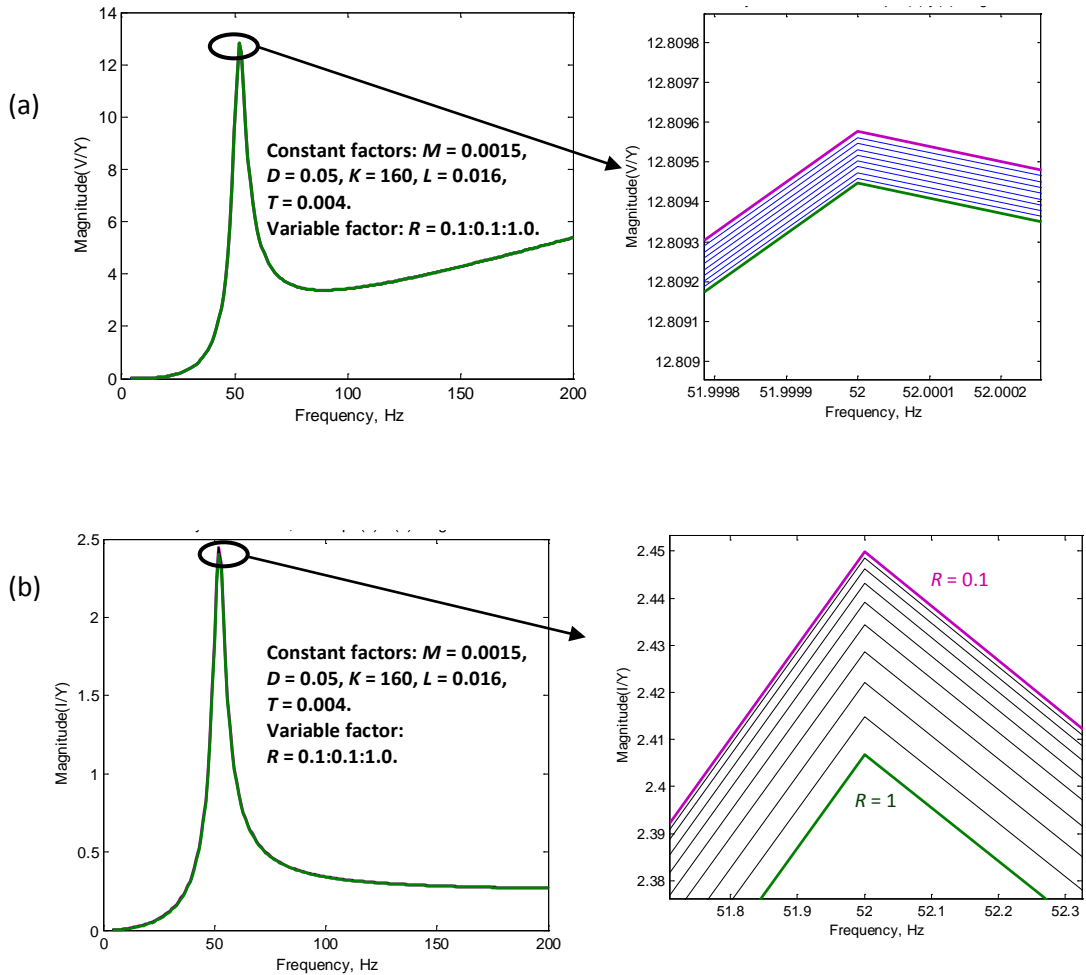 (a)
14
12
10
8
6
4
2
0
0
50
100
150
200
Magnitude(V/Y)
Frequency, Hz
Constant factors: M = 0.0015,
D = 0.05, K = 160, L = 0.016,
T = 0.004.
Variable factor: R = 0.1:0.1:1.0.
12.8098
12.8097
12.8096
12.8095
12.8094
12.8093
12.8092
12.8091
12.809
51.9998
51.9999
52
52.0001
52.0002
Magnitude(V/Y)
Frequency, Hz
(b)
2.5
2
1.5
1
0.5
0
0
50
100
150
200
Magnitude(I/Y)
Frequency, Hz
Constant factors: M = 0.0015,
D = 0.05, K = 160, L = 0.016,
T = 0.004.
Variable factor:
R = 0.1:0.1:1.0.
2.45
2.44
2.43
2.42
2.41
2.4
2.39
2.38
51.8
51.9
52
52.1
52.2
52.3
Magnitude(I/Y)
Frequency, Hz
R = 0.1
R = 1